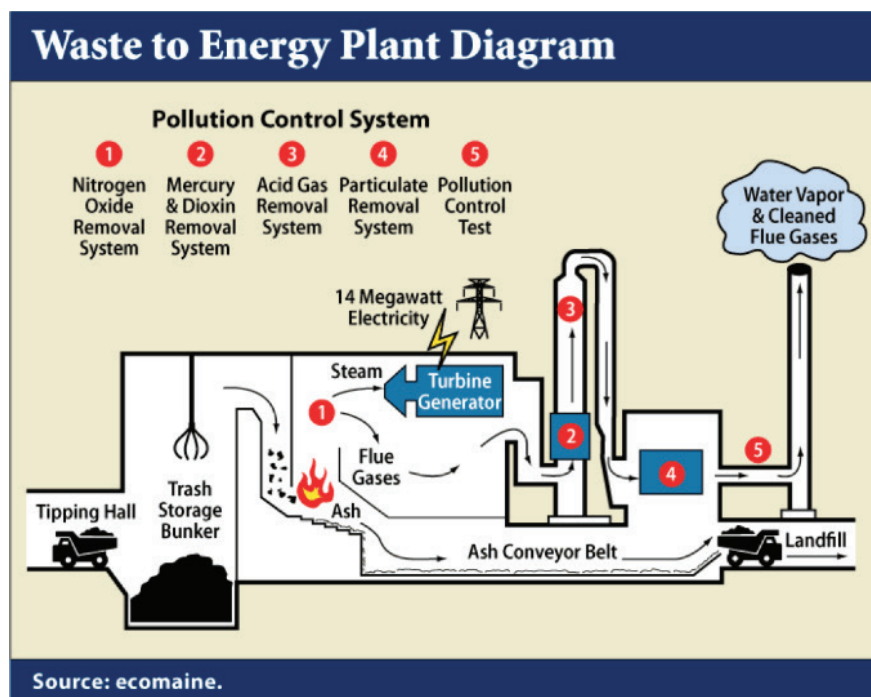 Waste to Energy Plant Diagram
Pollution Control System
1
Nitrogen
Oxide
Removal
System
2
Mercury
& Dioxin
Removal
System
3
Acid Gas
Removal
System
4
Particulate
Removal
System
5
Pollution
Control
Test
Water Vapor
& Cleaned
Flue Gases
14 Megawatt
Electricity
3
Steam
Turbine
Generator
1
2
Flue
Gases
5
4
Tipping Hall
Trash
Storage
Bunker
Ash
Ash Conveyor Belt
Landfill
Source: ecomaine.